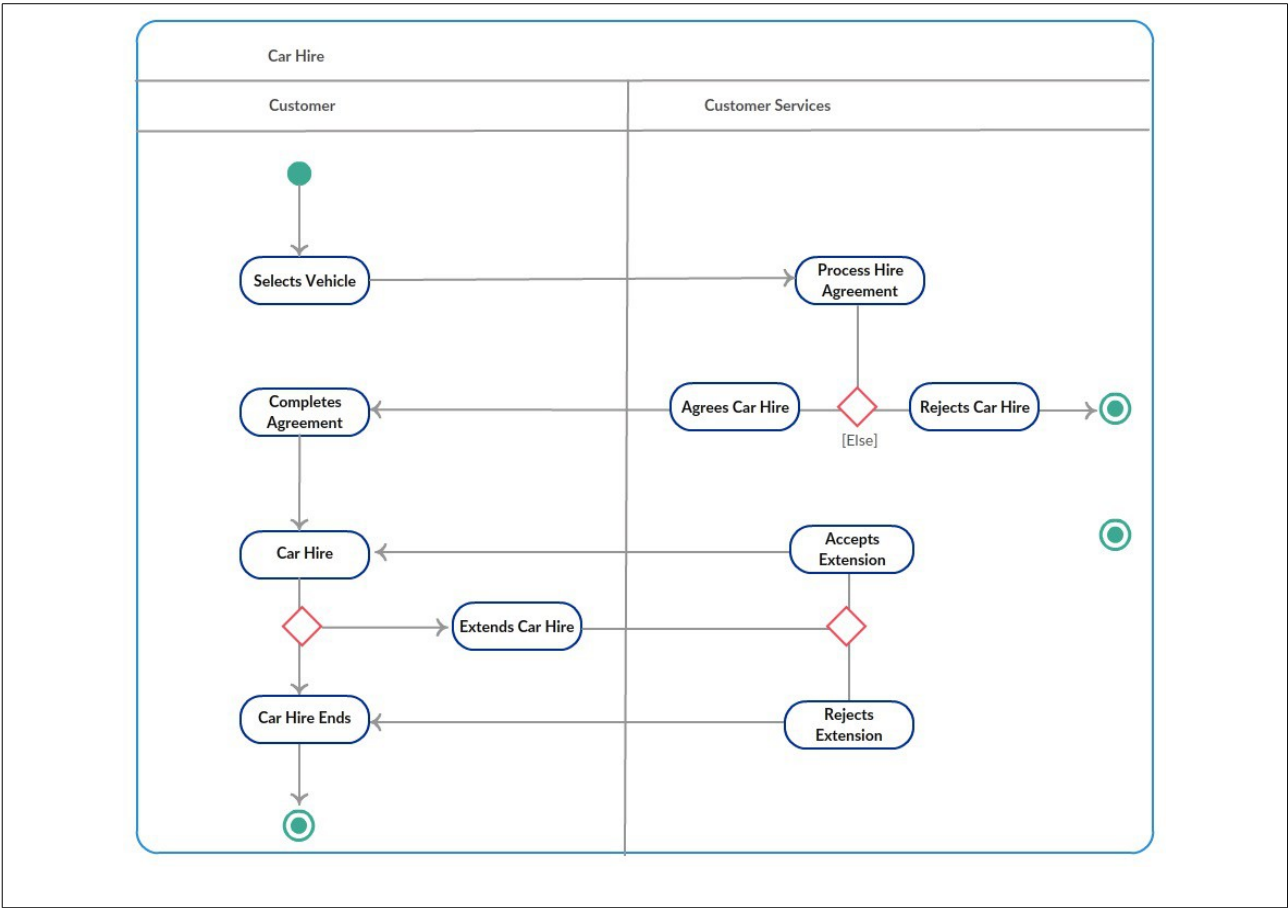 Car Hire
Customer
Customer Services
Selects Vehicle
Process Hire
Agreement
Completes
Agreement
Agrees Car Hire
Rejects Car Hire
[Else]
Car Hire
Accepts
Extension
Extends Car Hire
Car Hire Ends
Rejects
Extension